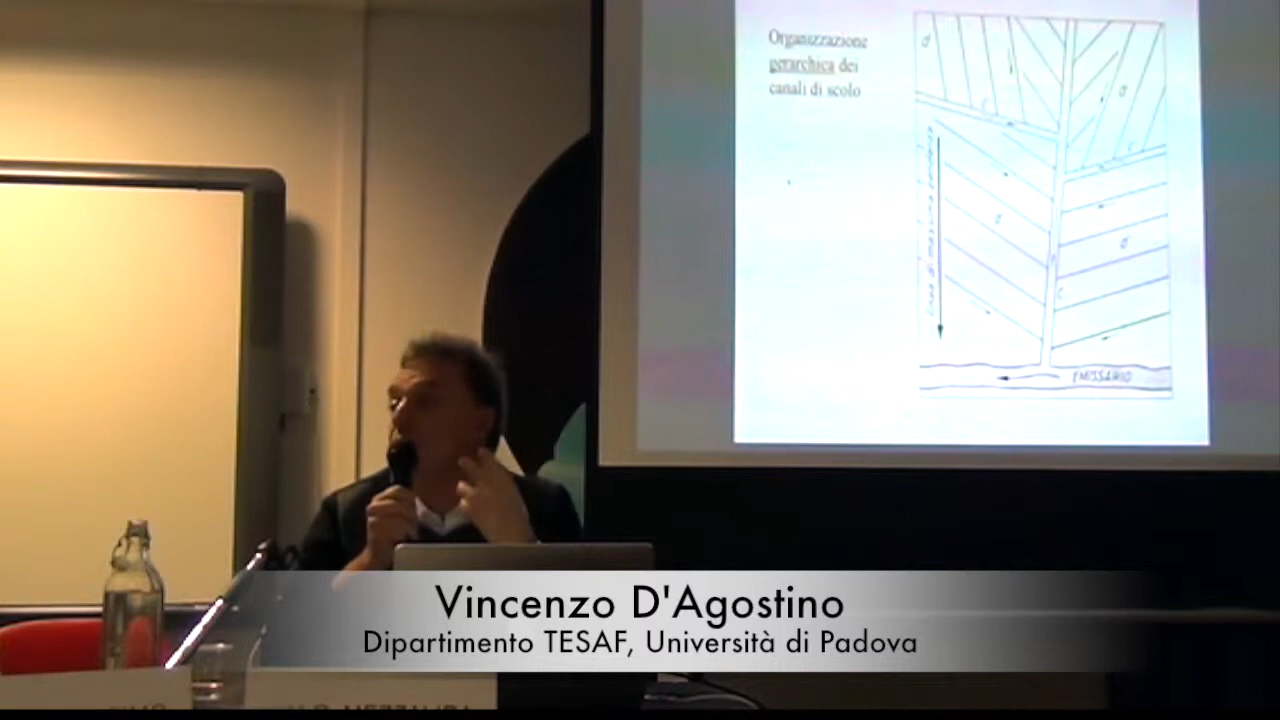 Organizzazione
gerarchica dei
canali di scolo
EMISSARIO
Vincenzo D'Agostino
Dipartimento TESAF, Università di Padova